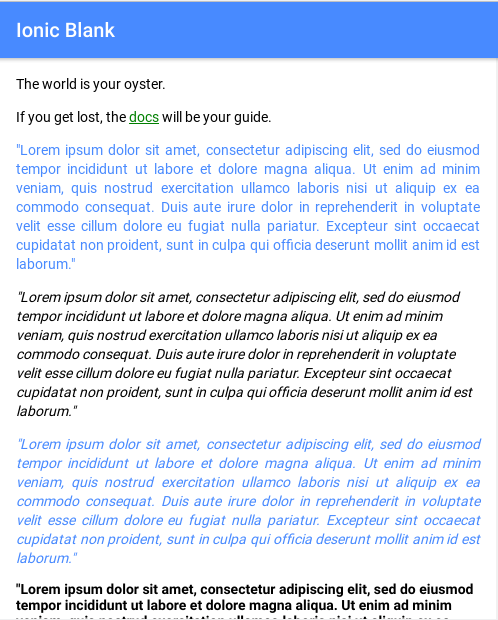 Ionic Blank
The world is your oyster.
If you get lost, the docs will be your guide.
"Lorem ipsum dolor sit amet, consectetur adipiscing elit, sed do eiusmod
tempor incididunt ut labore et dolore magna aliqua. Ut enim ad minim
veniam, quis nostrud exercitation ullamco laboris nisi ut aliquip ex ea
commodo consequat. Duis aute irure dolor in reprehenderit in voluptate
velit esse cillum dolore eu fugiat nulla pariatur. Excepteur sint occaecat
cupidatat non proident, sunt in culpa qui officia deserunt mollit anim id est
laborum."
"Lorem ipsum dolor sit amet, consectetur adipiscing elit, sed do eiusmod
tempor incididunt ut labore et dolore magna aliqua. Ut enim ad minim
veniam, quis nostrud exercitation ullamco laboris nisi ut aliquip ex ea
commodo consequat. Duis aute irure dolor in reprehenderit in voluptate
velit esse cillum dolore eu fugiat nulla pariatur. Excepteur sint occaecat
cupidatat non proident, sunt in culpa qui officia deserunt mollit anim id est
laborum."
"Lorem ipsum dolor sit amet, consectetur adipiscing elit, sed do eiusmod
tempor incididunt ut labore et dolore magna aliqua. Ut enim ad minim
veniam, quis nostrud exercitation ullamco laboris nisi ut aliquip ex ea
commodo consequat. Duis aute irure dolor in reprehenderit in voluptate
velit esse cillum dolore eu fugiat nulla pariatur. Excepteur sint occaecat
cupidatat non proident, sunt in culpa qui officia deserunt mollit anim id est
laborum."
"Lorem ipsum dolor sit amet, consectetur adipiscing elit, sed do eiusmod
tempor incididunt ut labore et dolore magna aliqua. Ut enim ad minim